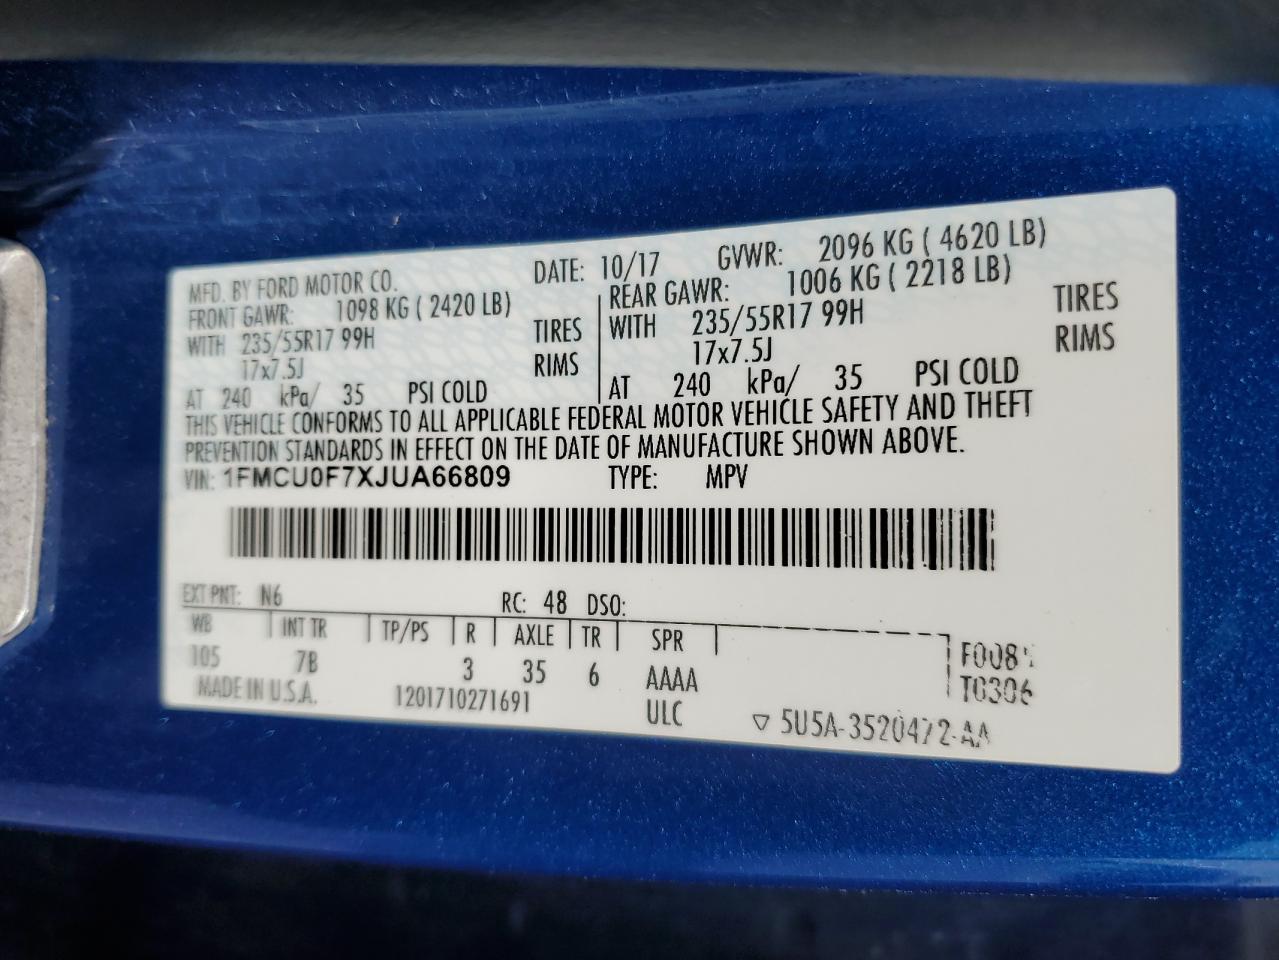 MFD. BY FORD MOTOR CO. DATE: 10/17 GVWR: 2096 KG ( 4620 LB)
FRONT GAWR: 1098 KG ( 2420 LB) REAR GAWR: 1006 KG ( 2218 LB)
WITH 235/55R17 99H TIRES WITH 235/55R17 99H TIRES
17x7.5J RIMS 17x7.5J RIMS
AT 240 kPa/ 35 PSI COLD AT 240 kPa/ 35 PSI COLD
THIS VEHICLE CONFORMS TO ALL APPLICABLE FEDERAL MOTOR VEHICLE SAFETY AND THEFT
PREVENTION STANDARDS IN EFFECT ON THE DATE OF MANUFACTURE SHOWN ABOVE.
VIN: 1FMCU0F7XJUA66809 TYPE: MPV
EXT PNT: N6 RC: 48 DSO:
WB INT TR TP/PS R AXLE TR SPR
105 7B 3 35 6 AAAA
T0306
MADE IN U.S.A. 1201710271691 ULC
▽ 5U5A-3520472-AA